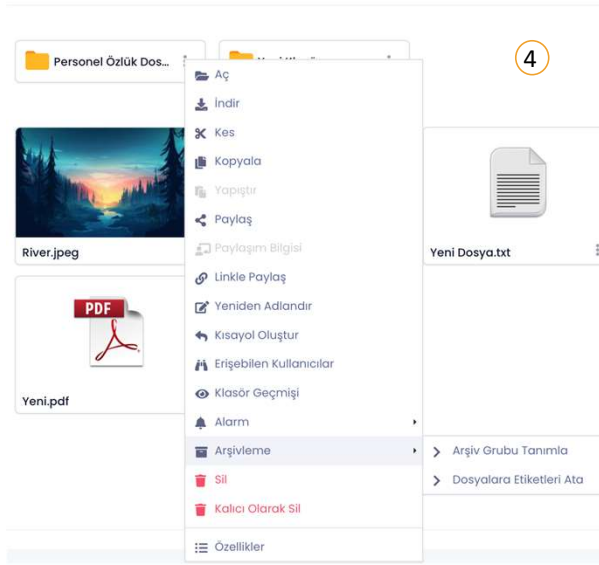 Personel Özlük Dos...
4
Aç
İndir
Kes
Kopyala
Yapıştır
Paylaş
Paylaşım Bilgisi
Linkle Paylaş
Yeniden Adlandır
Kısayol Oluştur
Erişebilen Kullanıcılar
Klasör Geçmişi
Alarm
Arşivleme
Arşiv Grubu Tanımla
Dosyalara Etiketleri Ata
Sil
Kalıcı Olarak Sil
Özellikler
River.jpeg
Yeni Dosya.txt
PDF
Yeni.pdf